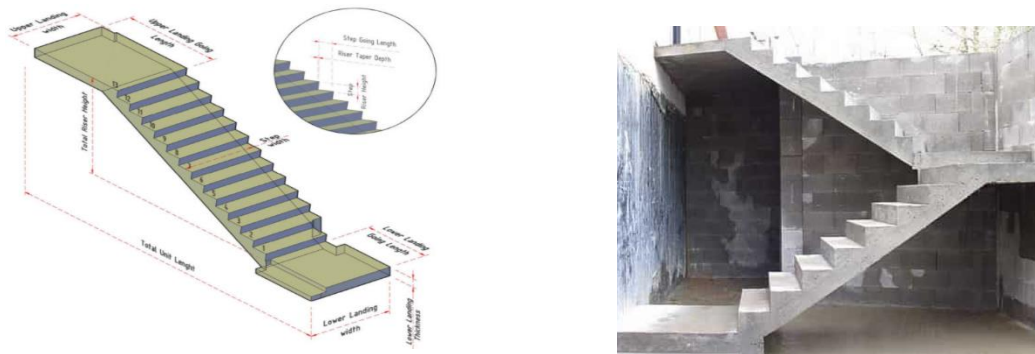 Upper Landing
width
Upper Landing Going
Length
Step Going Length
Riser Taper Depth
Step
Riser Height
Total Riser Height
Step
width
Total Unit Lenght
Lower Landing
Going Length
Lower Landing
width
Lower Landing
Thickness